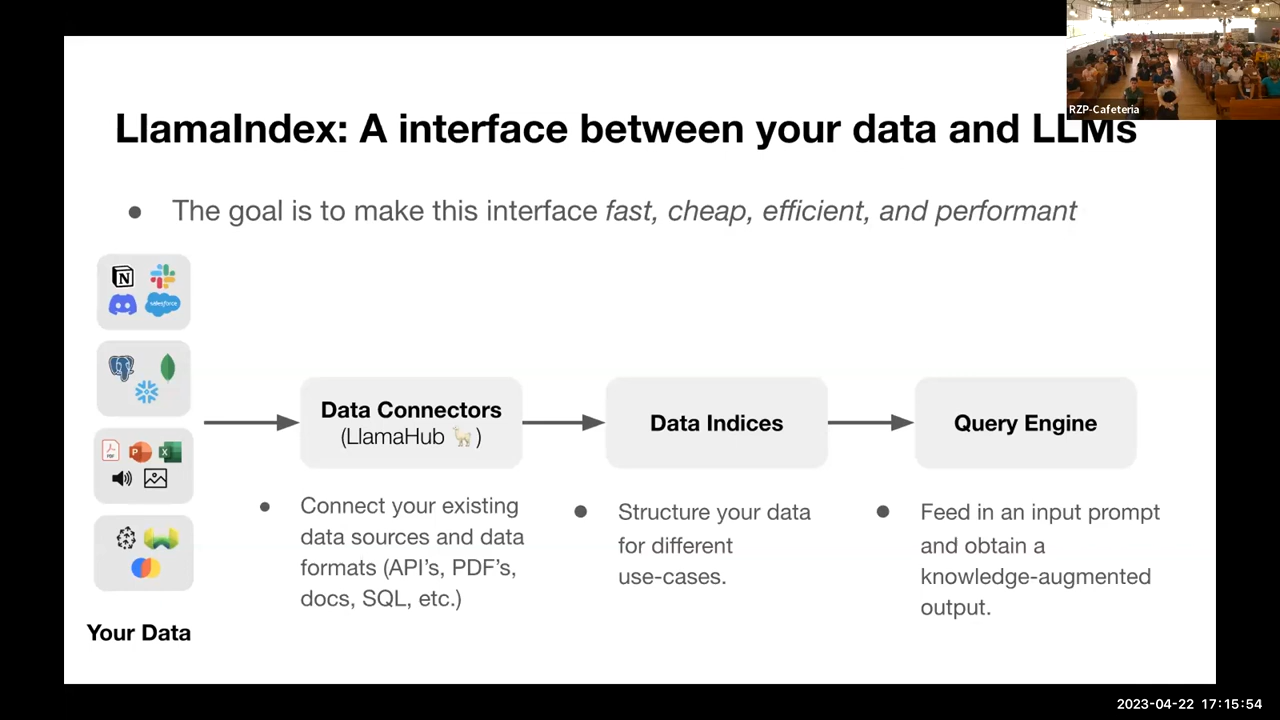 RZP-Cafeteria
LlamaIndex: A interface between your data and LLMs
● The goal is to make this interface fast, cheap, efficient, and performant
N
salesforce
PDF
P
X
Your Data
Data Connectors
(LlamaHub 🦙)
● Connect your existing
data sources and data
formats (API's, PDF's,
docs, SQL, etc.)
Data Indices
● Structure your data
for different
use-cases.
Query Engine
● Feed in an input prompt
and obtain a
knowledge-augmented
output.
2023-04-22 17:15:54